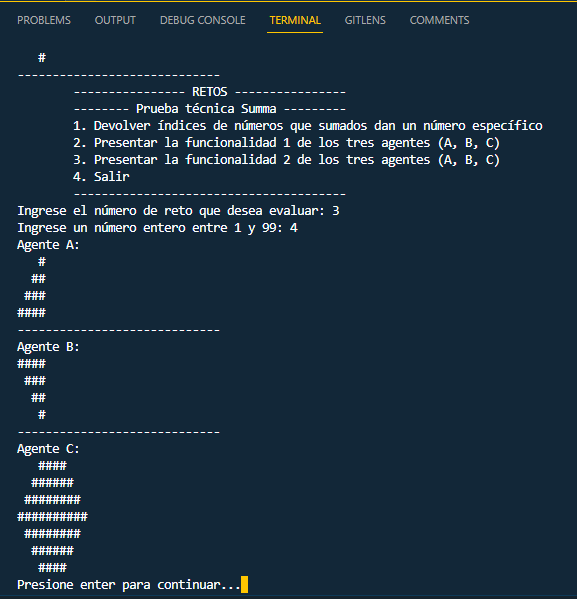 PROBLEMS OUTPUT DEBUG CONSOLE TERMINAL GITLENS COMMENTS
   #
-----------------------------
        ---------------- RETOS ----------------
        -------- Prueba técnica Summa ---------
        1. Devolver índices de números que sumados dan un número específico
        2. Presentar la funcionalidad 1 de los tres agentes (A, B, C)
        3. Presentar la funcionalidad 2 de los tres agentes (A, B, C)
        4. Salir
        ---------------------------------------
Ingrese el número de reto que desea evaluar: 3
Ingrese un número entero entre 1 y 99: 4
Agente A:
   #
  ##
 ###
####
-----------------------------
Agente B:
####
 ###
  ##
   #
-----------------------------
Agente C:
   ####
  ######
 ########
##########
 ########
  ######
   ####
Presione enter para continuar...